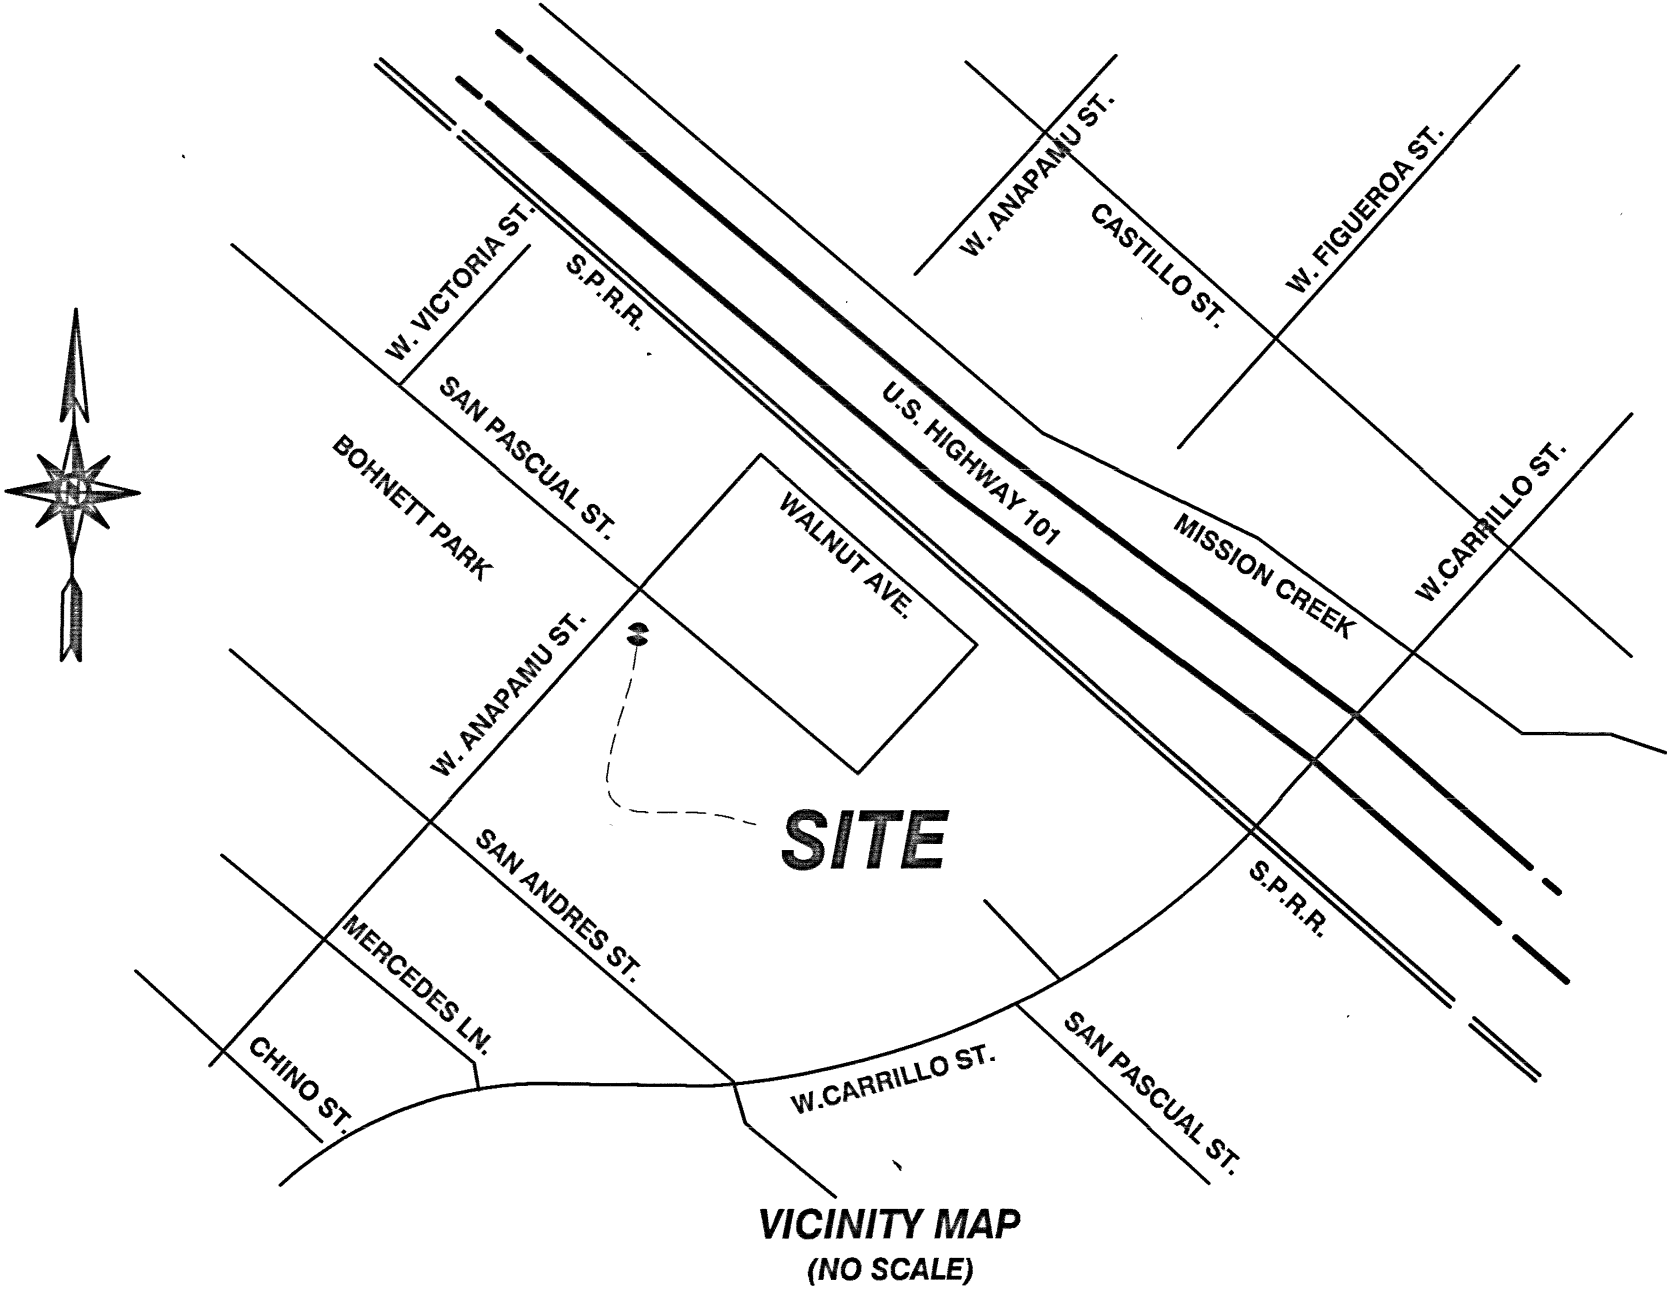 W. ANAPAMU ST.
W. FIGUEROA ST.
CASTILLO ST.
W. VICTORIA ST.
S.P.R.R.
SAN PASCUAL ST.
U.S. HIGHWAY 101
BOHNETT PARK
WALNUT AVE.
MISSION CREEK
W.CARRILLO ST.
N
W. ANAPAMU ST.
SITE
SAN ANDRES ST.
S.P.R.R.
MERCEDES LN.
CHINO ST.
W.CARRILLO ST.
SAN PASCUAL ST.
VICINITY MAP
(NO SCALE)